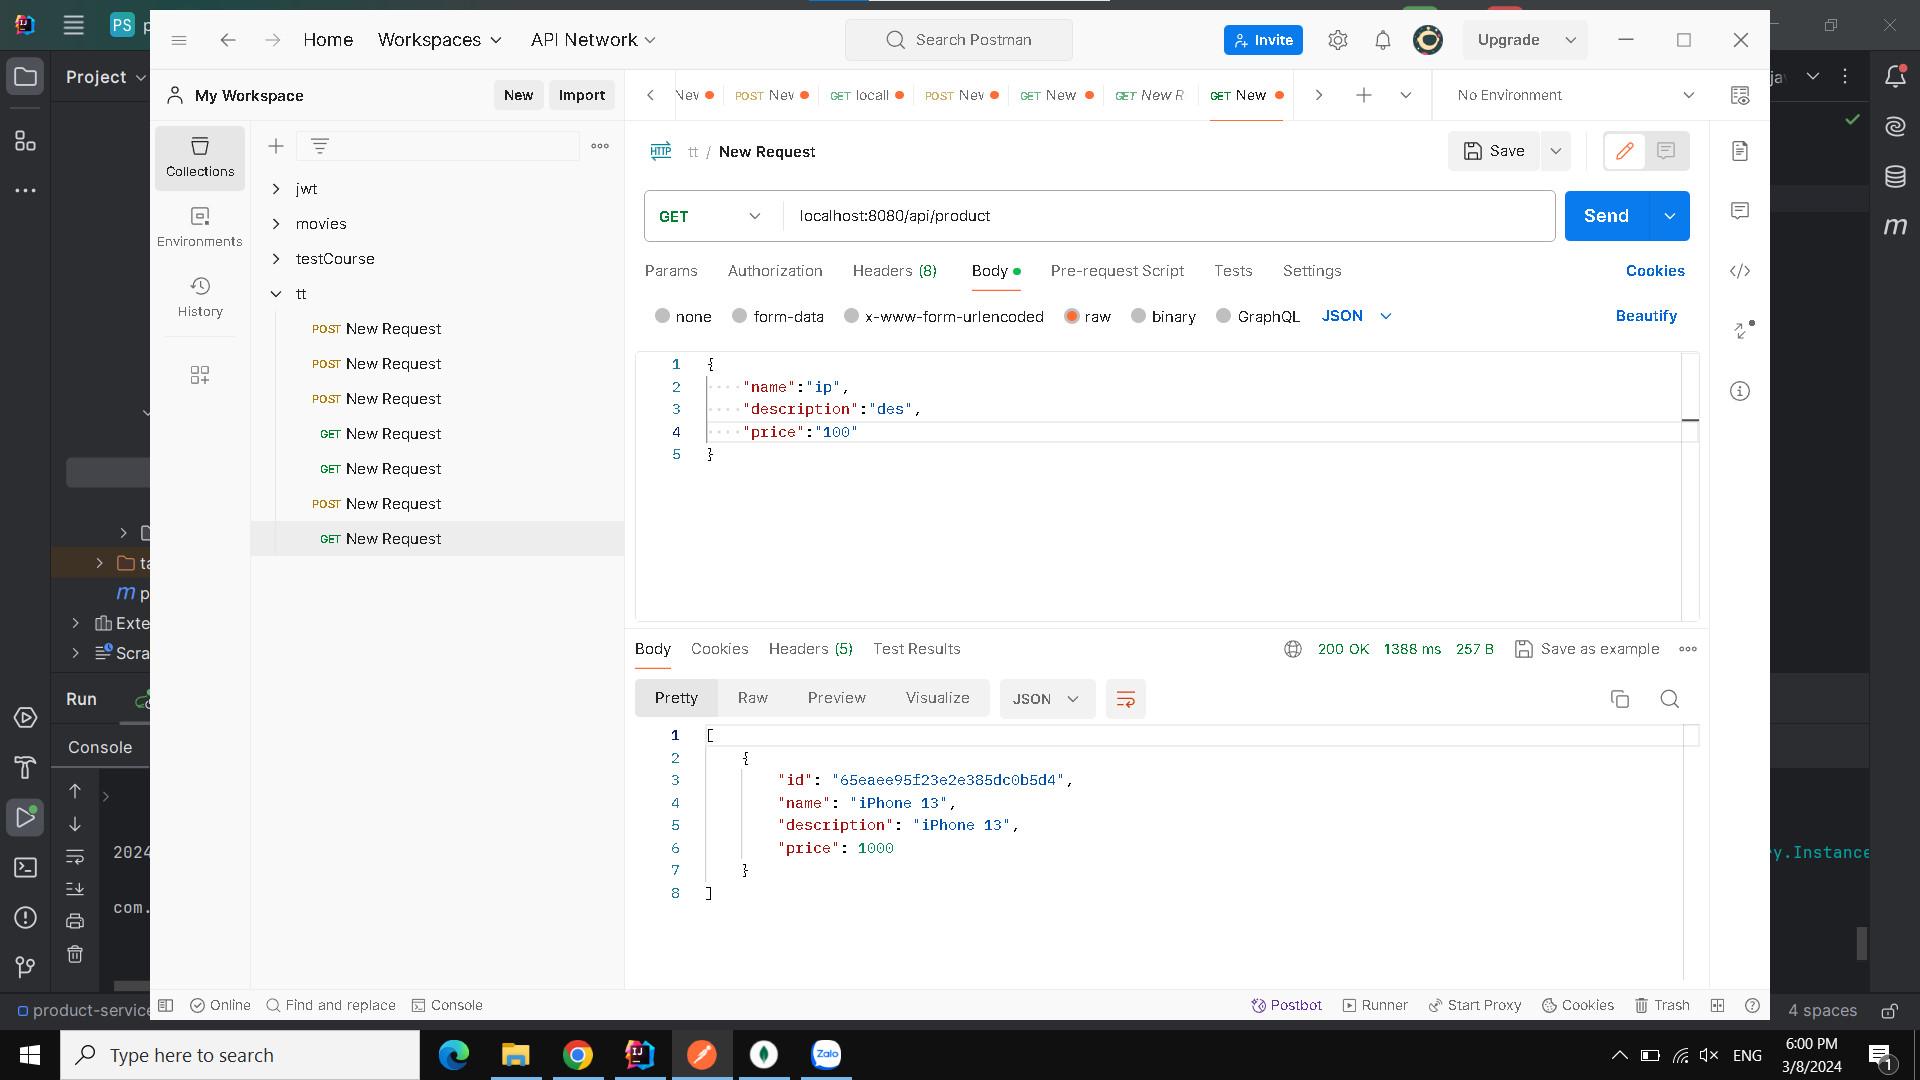 PS
Home
Workspaces
API Network
Search Postman
Invite
Upgrade
Project
My Workspace
New
Import
POST
GET locall
POST
GET New
GET New R
GET New
No Environment
Collections
Environments
History
jwt
movies
testCourse
tt
POST New Request
POST New Request
POST New Request
GET New Request
GET New Request
POST New Request
GET New Request
HTTP
tt / New Request
Save
GET
localhost:8080/api/product
Send
Params
Authorization
Headers (8)
Body
Pre-request Script
Tests
Settings
Cookies
none
form-data
x-www-form-urlencoded
raw
binary
GraphQL
JSON
Beautify
1 {
2 "name":"ip",
3 "description":"des",
4 "price":"100"
5 }
Body
Cookies
Headers (5)
Test Results
200 OK
1388 ms
257 B
Save as example
Pretty
Raw
Preview
Visualize
JSON
1 [
2 {
3 "id": "65eaee95f23e2e385dc0b5d4",
4 "name": "iPhone 13",
5 "description": "iPhone 13",
6 "price": 1000
7 }
8 ]
Exte
Scra
Run
Console
2024
com.
y.Instance
product-service
Online
Find and replace
Console
Postbot
Runner
Start Proxy
Cookies
Trash
4 spaces
Type here to search
Zalo
ENG
6:00 PM
3/8/2024
1